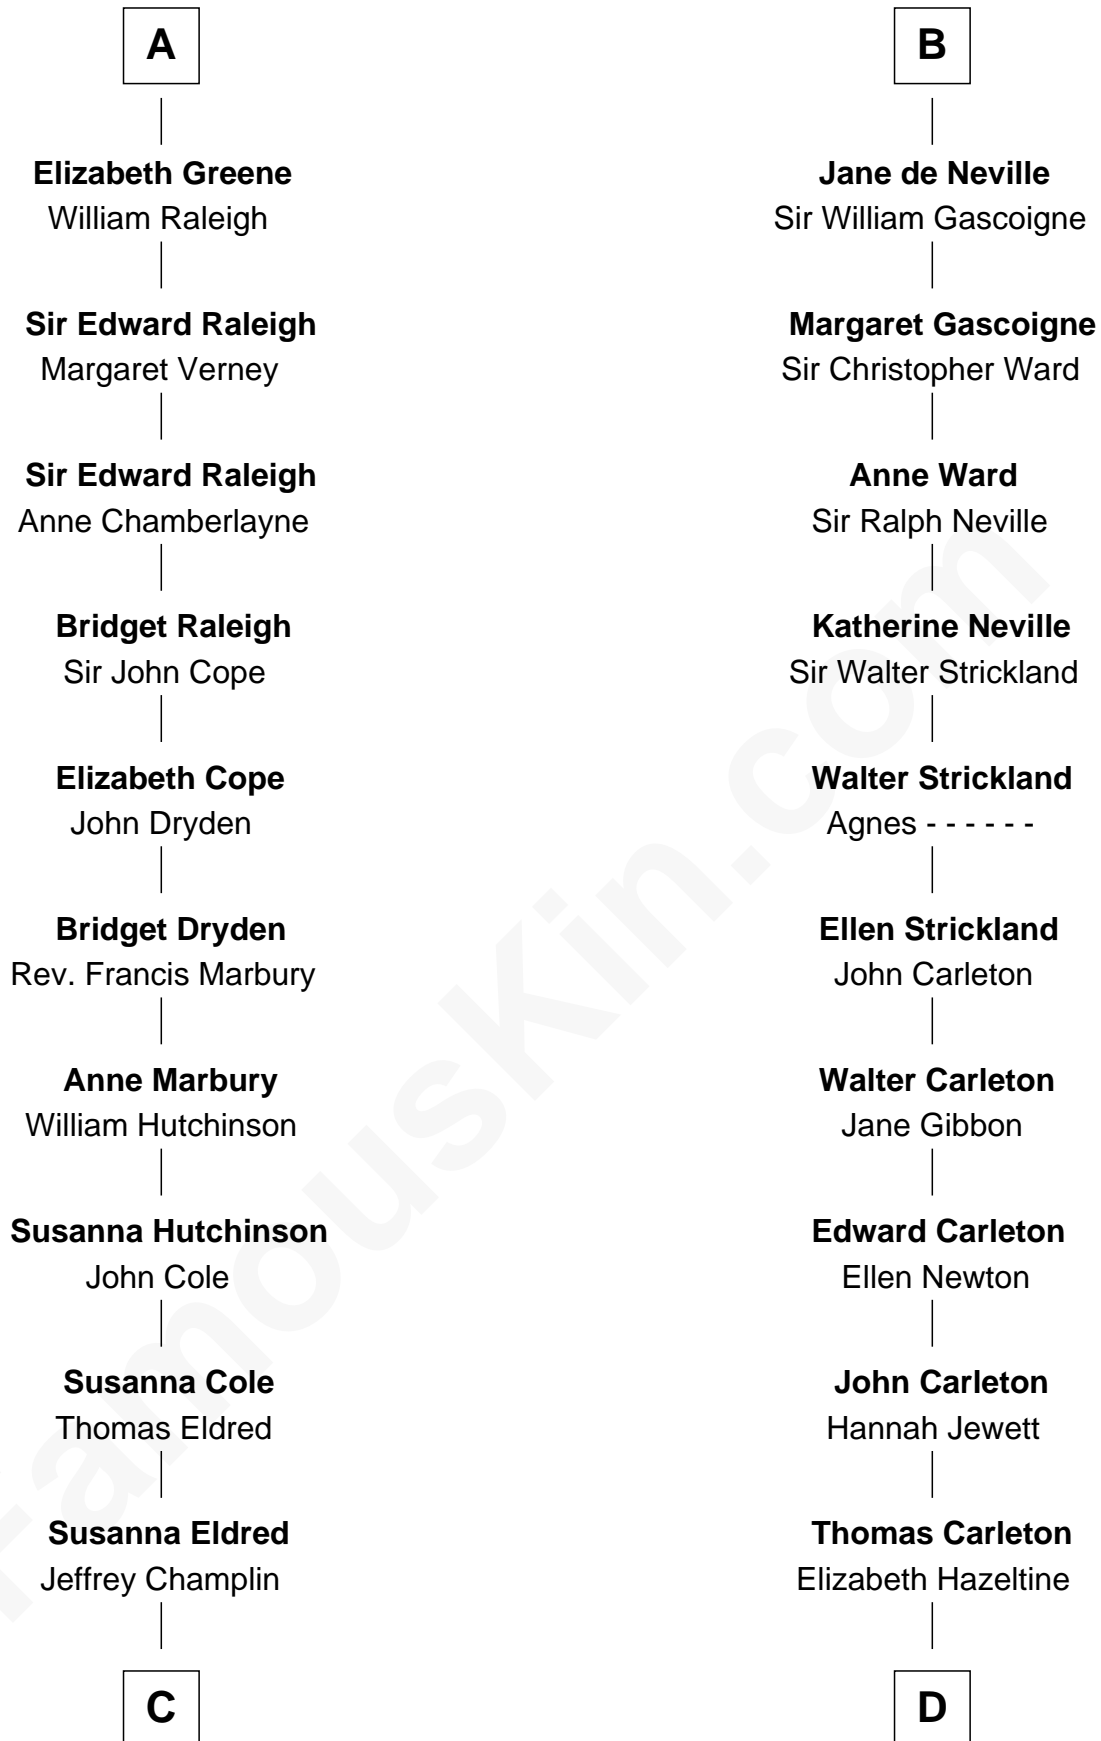 A
Elizabeth Greene
William Raleigh
Sir Edward Raleigh
Margaret Verney
Sir Edward Raleigh
Anne Chamberlayne
Bridget Raleigh
Sir John Cope
Elizabeth Cope
John Dryden
Bridget Dryden
Rev. Francis Marbury
Anne Marbury
William Hutchinson
Susanna Hutchinson
John Cole
Susanna Cole
Thomas Eldred
Susanna Eldred
Jeffrey Champlin
C
B
Jane de Neville
Sir William Gascoigne
Margaret Gascoigne
Sir Christopher Ward
Anne Ward
Sir Ralph Neville
Katherine Neville
Sir Walter Strickland
Walter Strickland
Agnes - - - - - -
Ellen Strickland
John Carleton
Walter Carleton
Jane Gibbon
Edward Carleton
Ellen Newton
John Carleton
Hannah Jewett
Thomas Carleton
Elizabeth Hazeltine
D
FamousKin.com